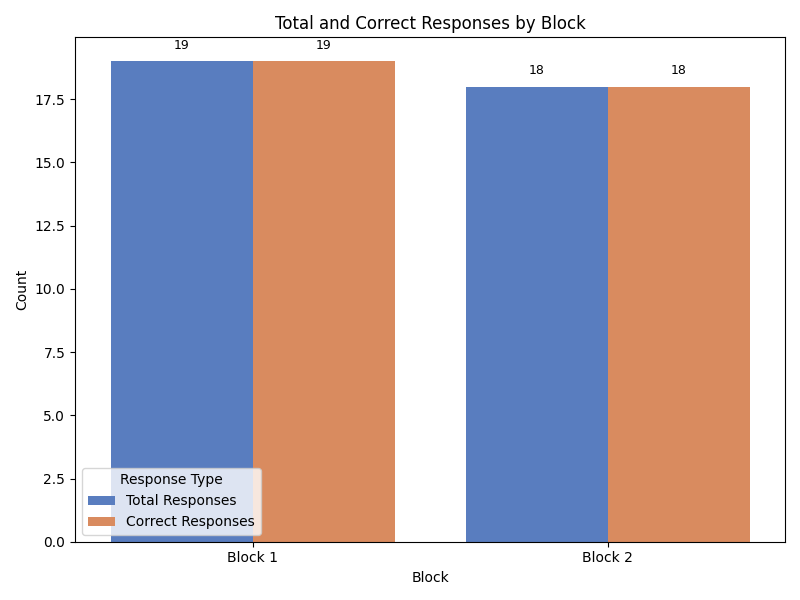 Total and Correct Responses by Block
19
19
18
18
17.5
15.0
12.5
10.0
7.5
5.0
2.5
0.0
Count
Response Type
Total Responses
Correct Responses
Block 1
Block 2
Block